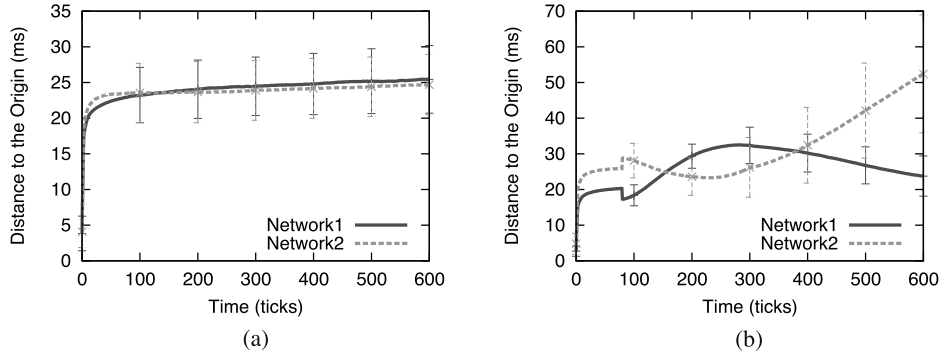 35
30
25
20
15
10
5
0
Distance to the Origin (ms)
Network1
Network2
0 100 200 300 400 500 600
Time (ticks)
(a)
70
60
50
40
30
20
10
0
Distance to the Origin (ms)
Network1
Network2
0 100 200 300 400 500 600
Time (ticks)
(b)